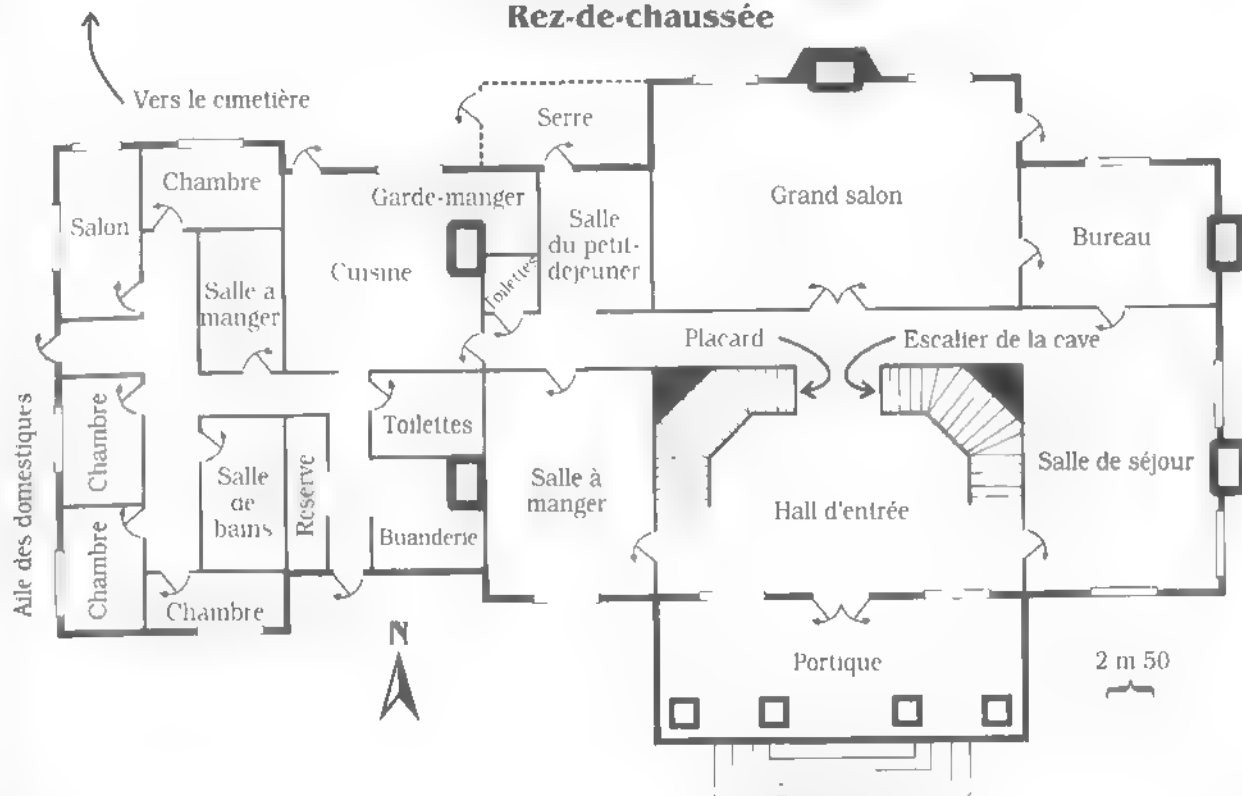 Rez-de-chaussée
Vers le cimetière
Serre
Chambre
Garde-manger
Grand salon
Salon
Salle
du petit-
dejeuner
Bureau
Cuisine
Toilettes
Salle a
manger
Placard
Escalier de la cave
Aile des domestiques
Chambre
Toilettes
Salle
de
bains
Reserve
Salle à
manger
Salle de séjour
Hall d'entrée
Chambre
Buanderie
Chambre
N
Portique
2 m 50